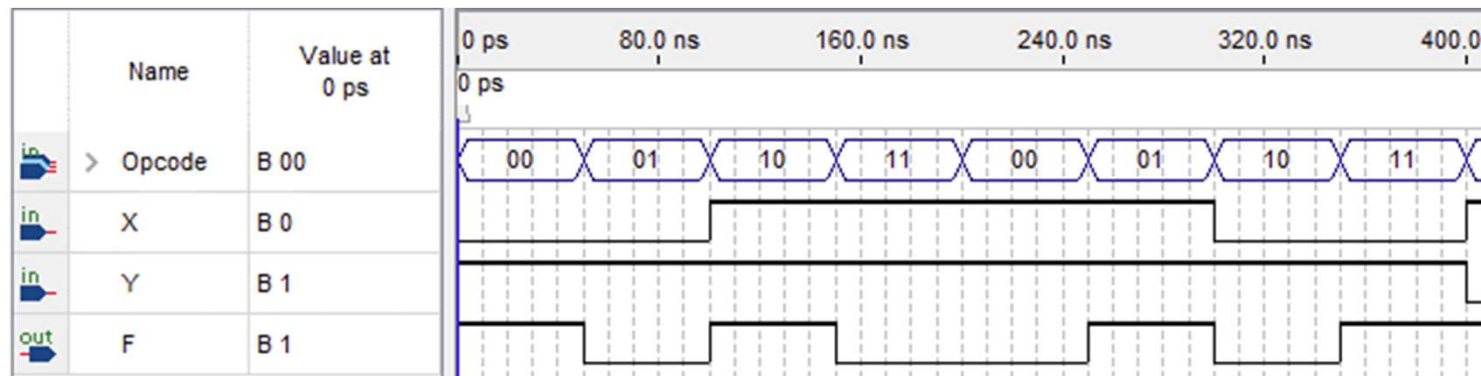 Name
Value at
0 ps
0 ps 80.0 ns 160.0 ns 240.0 ns 320.0 ns 400.0
0 ps
in > Opcode B 00 00 01 10 11 00 01 10 11
in X B 0
in Y B 1
out F B 1